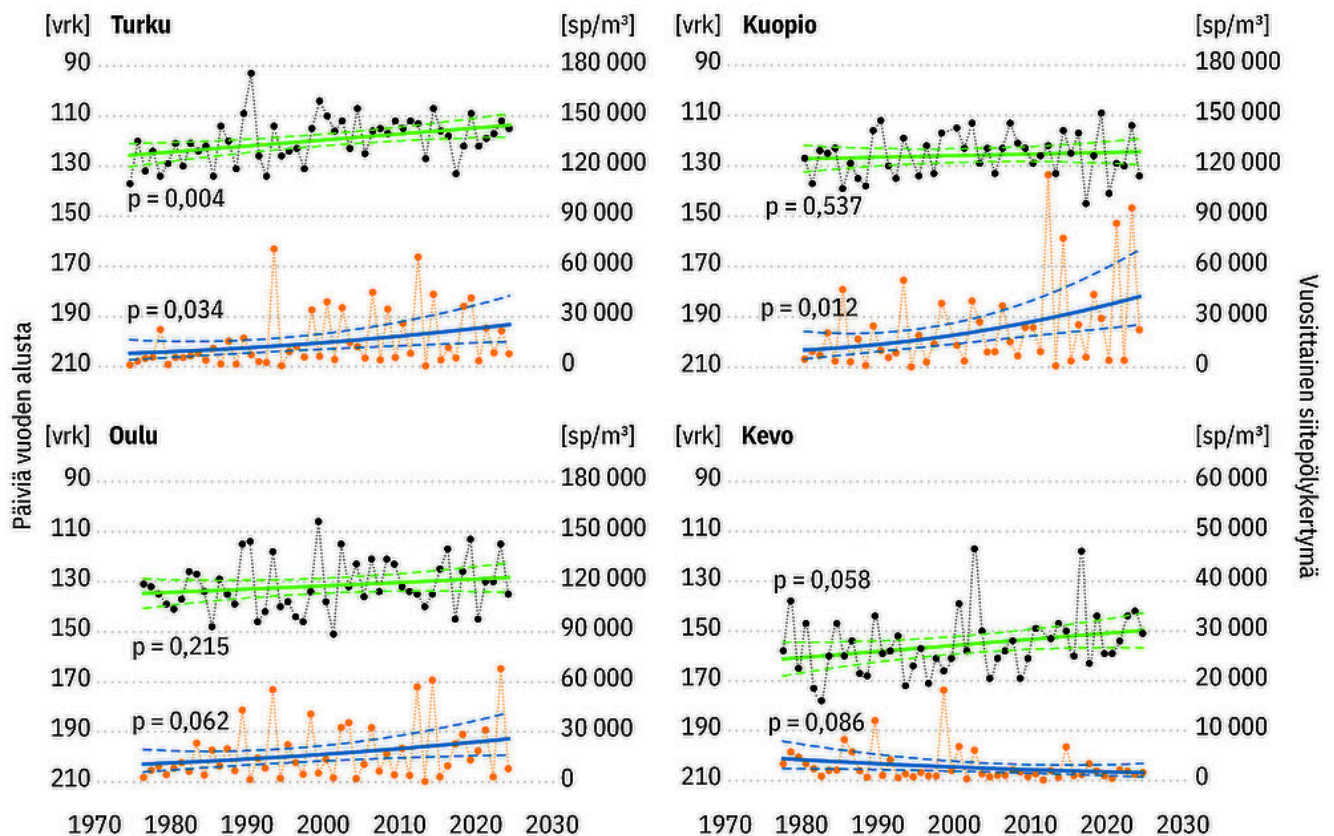 [vrk] Turku [sp/m³]
90 180 000
110 150 000
130 120 000
p = 0,004
150 90 000
170 60 000
p = 0,034
190 30 000
210 0
[vrk] Kuopio [sp/m³]
90 180 000
110 150 000
130 120 000
p = 0,537
150 90 000
170 60 000
p = 0,012
190 30 000
210 0
Päiviä vuoden alusta
Vuosittainen siitepölykertymä
[vrk] Oulu [sp/m³]
90 180 000
110 150 000
130 120 000
150 90 000
p = 0,215
170 60 000
p = 0,062
190 30 000
210 0
1970 1980 1990 2000 2010 2020 2030
[vrk] Kevo [sp/m³]
90 60 000
110 50 000
130 40 000
p = 0,058
150 30 000
170 20 000
p = 0,086
190 10 000
210 0
1970 1980 1990 2000 2010 2020 2030